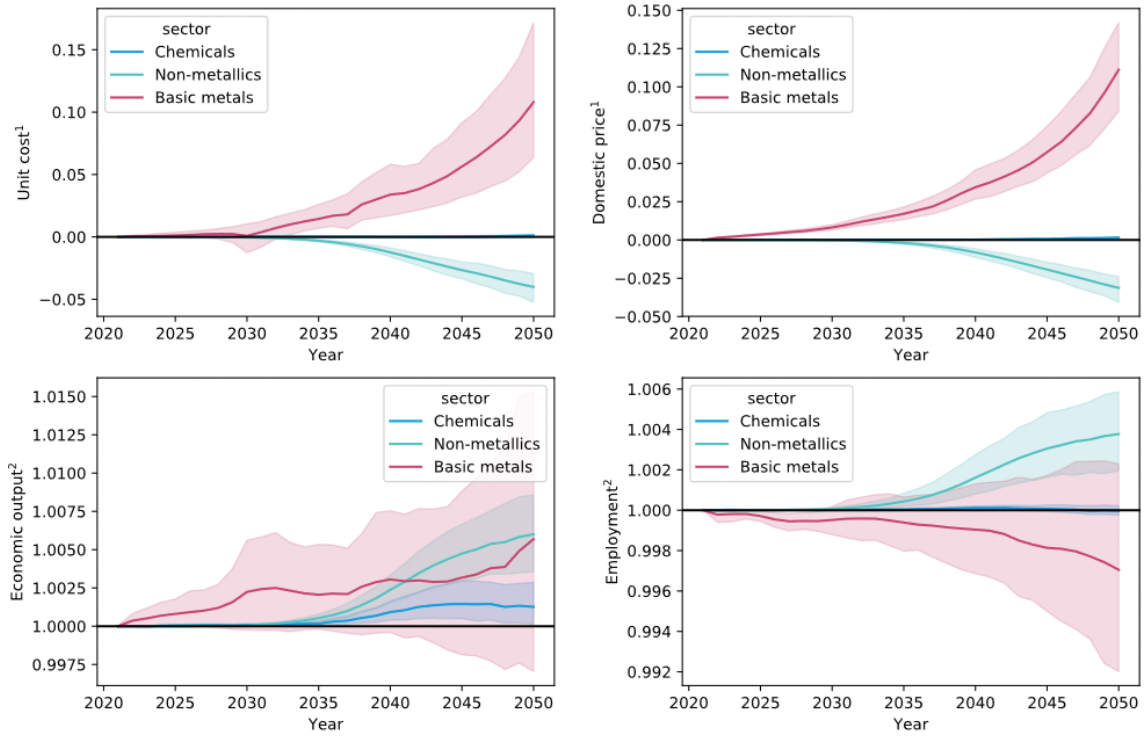 0.15
0.10
0.05
0.00
−0.05
Unit cost¹
sector
Chemicals
Non-metallics
Basic metals
2020 2025 2030 2035 2040 2045 2050
Year
0.150
0.125
0.100
0.075
0.050
0.025
0.000
−0.025
−0.050
Domestic price¹
sector
Chemicals
Non-metallics
Basic metals
2020 2025 2030 2035 2040 2045 2050
Year
1.0150
1.0125
1.0100
1.0075
1.0050
1.0025
1.0000
0.9975
Economic output²
sector
Chemicals
Non-metallics
Basic metals
2020 2025 2030 2035 2040 2045 2050
Year
1.006
1.004
1.002
1.000
0.998
0.996
0.994
0.992
Employment²
sector
Chemicals
Non-metallics
Basic metals
2020 2025 2030 2035 2040 2045 2050
Year